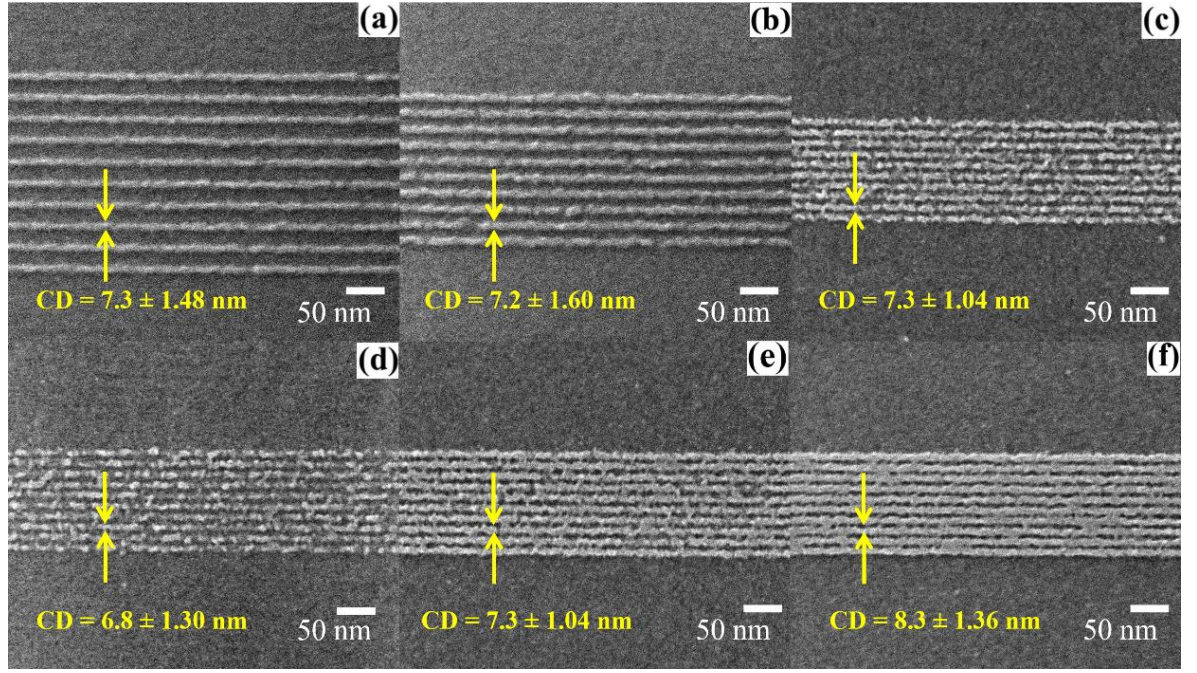 (a)
CD = 7.3 ± 1.48 nm
50 nm
(b)
CD = 7.2 ± 1.60 nm
50 nm
(c)
CD = 7.3 ± 1.04 nm
50 nm
(d)
CD = 6.8 ± 1.30 nm
50 nm
(e)
CD = 7.3 ± 1.04 nm
50 nm
(f)
CD = 8.3 ± 1.36 nm
50 nm